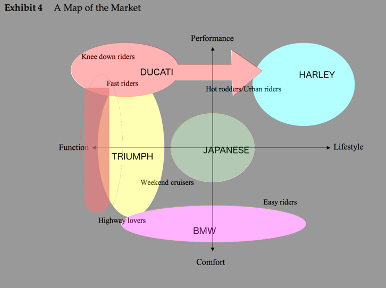 Exhibit 4 A Map of the Market
Performance
Knee down riders
DUCATI
HARLEY
Fast riders
Hot rodders/Urban riders
Function
Lifestyle
TRIUMPH
JAPANESE
Weekend cruisers
Easy riders
Highway lovers
BMW
Comfort